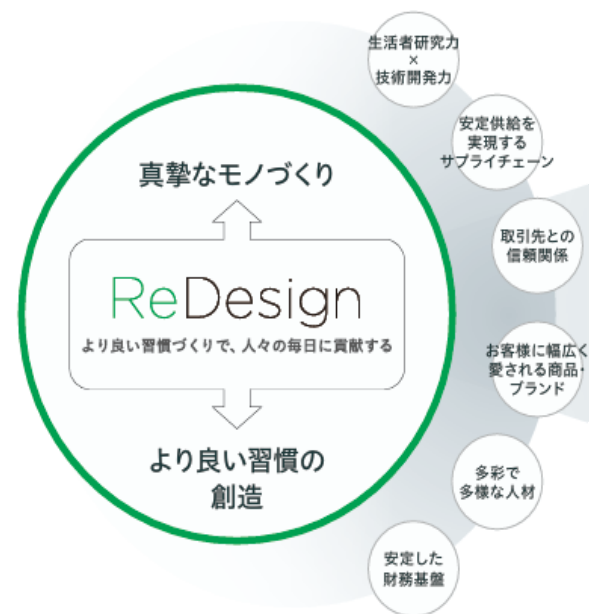 真摯なモノづくり
ReDesign
より良い習慣づくりで、人々の毎日に貢献する
より良い習慣の
創造
生活者研究力
×
技術開発力
安定供給を
実現する
サプライチェーン
取引先との
信頼関係
お客様に幅広く
愛される商品・
ブランド
多彩で
多様な人材
安定した
財務基盤